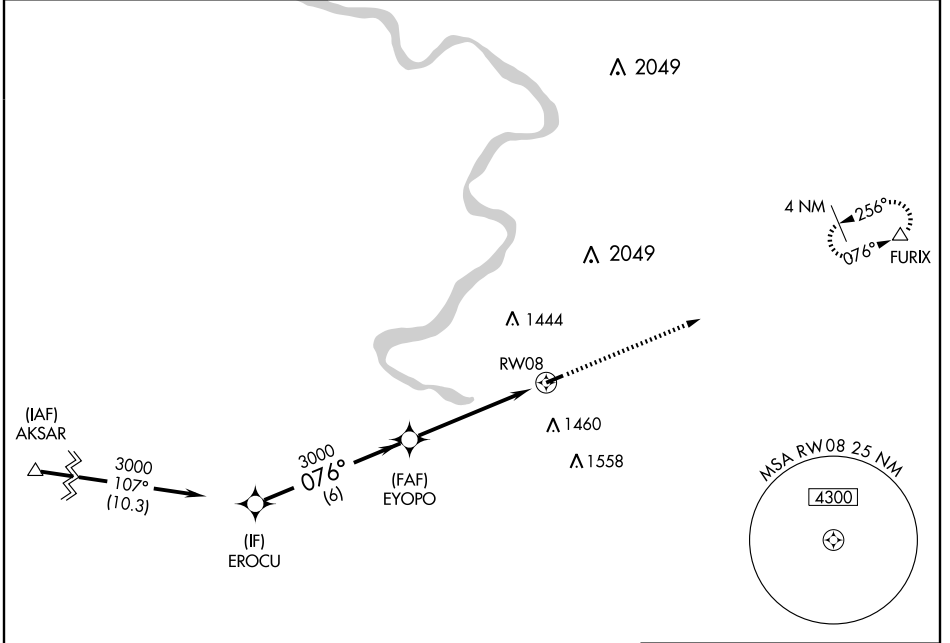 2049
4 NM
256°
076°
FURIX
2049
1444
RW08
(IAF)
AKSAR
1460
3000
107°
(10.3)
3000
076°
(6)
(FAF)
EYOPO
1558
(IF)
EROCU
MSA RW08 25 NM
4300